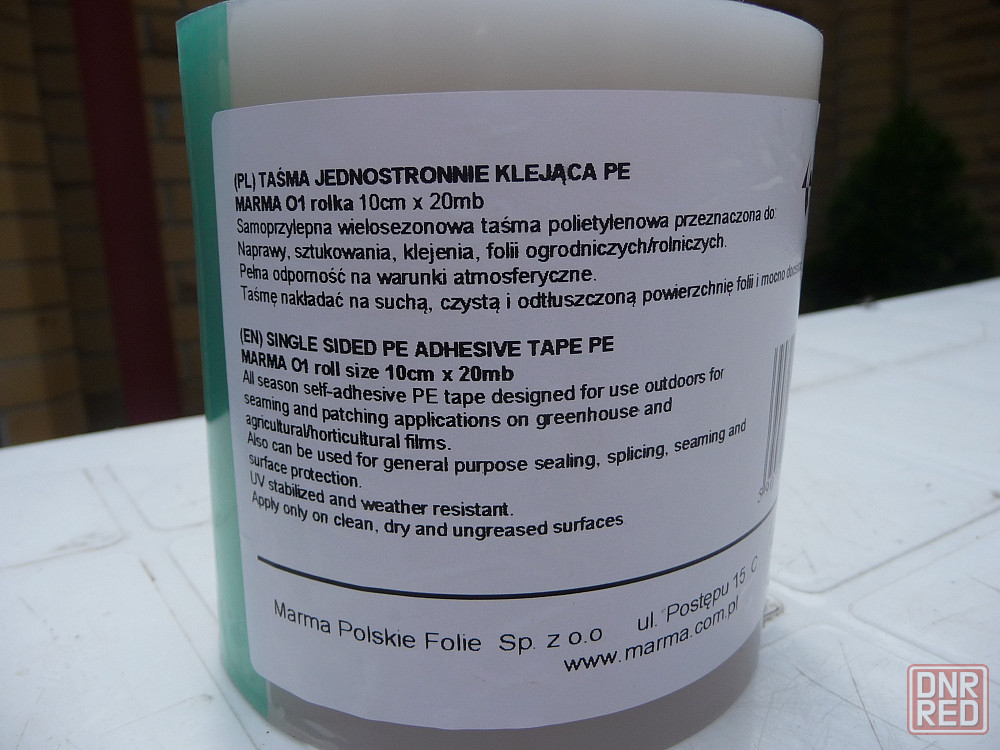 (PL) TAŚMA JEDNOSTRONNIE KLEJĄCA PE
MARMA O1 rolka 10cm x 20mb
Samoprzylepna wielosezonowa taśma polietylenowa przeznaczona do:
Naprawy, sztukowania, klejenia, folii ogrodniczych/rolniczych.
Pełna odporność na warunki atmosferyczne.
Taśmę nakładać na suchą, czystą i odtłuszczoną powierzchnię folii i mocno
(EN) SINGLE SIDED PE ADHESIVE TAPE PE
MARMA O1 roll size 10cm x 20mb
All season self-adhesive PE tape designed for use outdoors for
seaming and patching applications on greenhouse and
agricultural/horticultural films.
Also can be used for general purpose sealing, splicing, seaming and
surface protection.
UV stabilized and weather resistant.
Apply only on clean, dry and ungreased surfaces
Marma Polskie Folie Sp. z o.o
ul. Postępu 15 C
www.marma.com.pl
DNR
RED